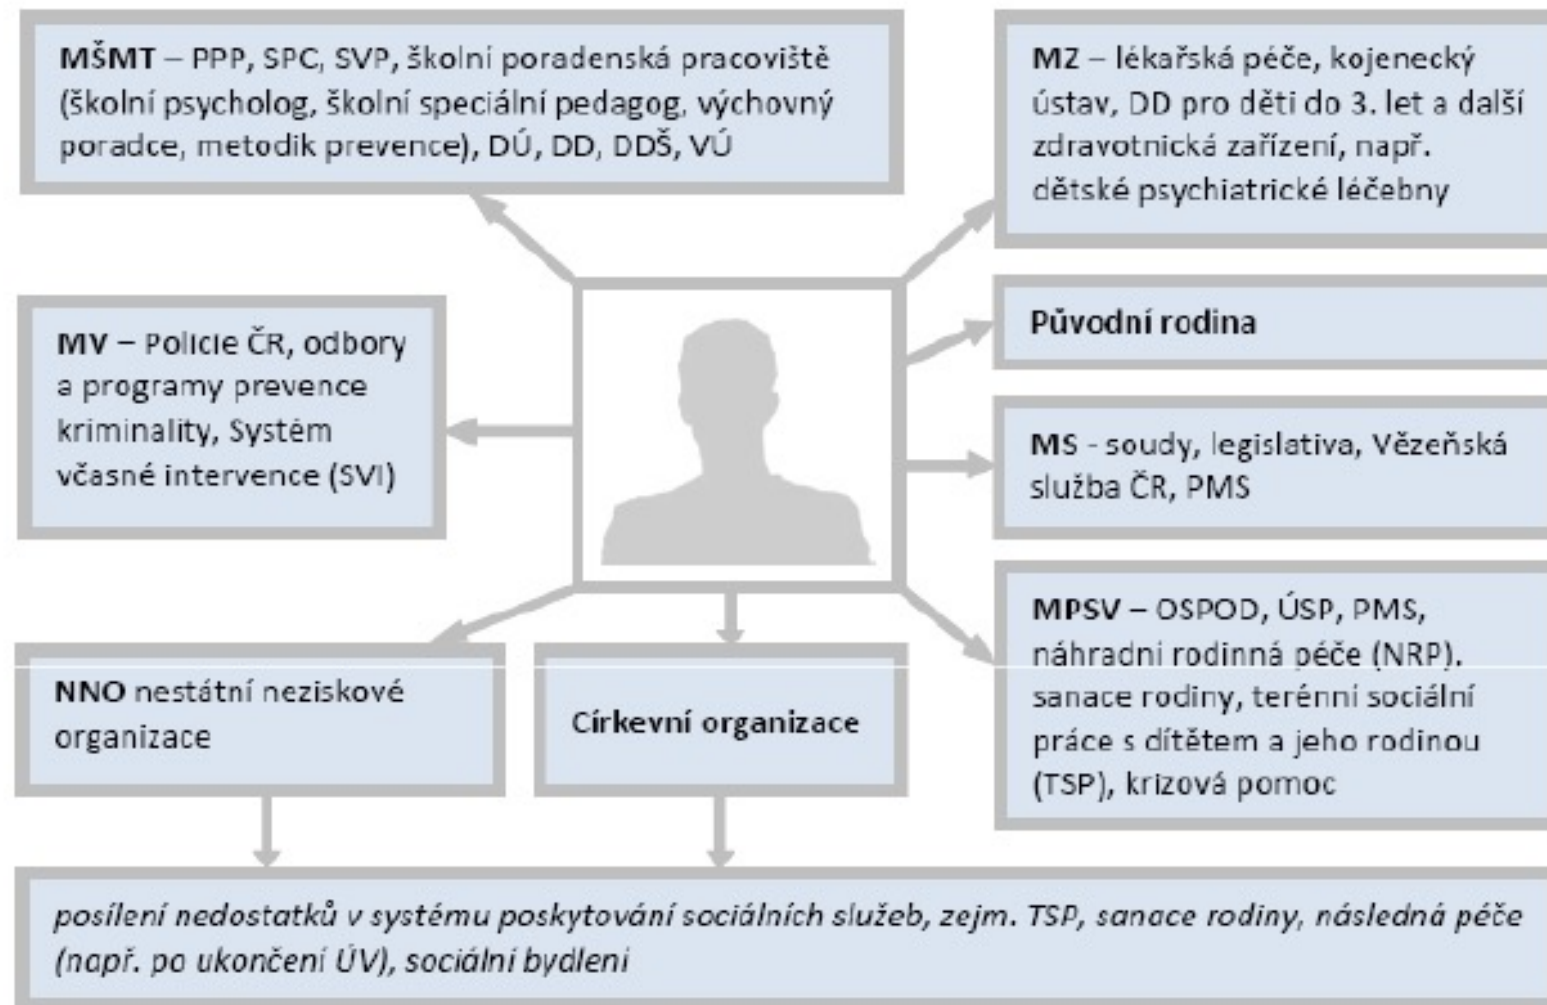 MŠMT – PPP, SPC, SVP, školní poradenská pracoviště
(školní psycholog, školní speciální pedagog, výchovný
poradce, metodik prevence), DÚ, DD, DDŠ, VÚ
MZ – lékařská péče, kojenecký
ústav, DD pro děti do 3. let a další
zdravotnická zařízení, např.
dětské psychiatrické léčebny
Původní rodina
MV – Policie ČR, odbory
a programy prevence
kriminality, Systém
včasné intervence (SVI)
MS - soudy, legislativa, Vězeňská
služba ČR, PMS
MPSV – OSPOD, ÚSP, PMS,
náhradní rodinná péče (NRP),
sanace rodiny, terénní sociální
práce s dítětem a jeho rodinou
(TSP), krizová pomoc
NNO nestátní neziskové
organizace
Církevní organizace
posílení nedostatků v systému poskytování sociálních služeb, zejm. TSP, sanace rodiny, následná péče
(např. po ukončení ÚV), sociální bydlení